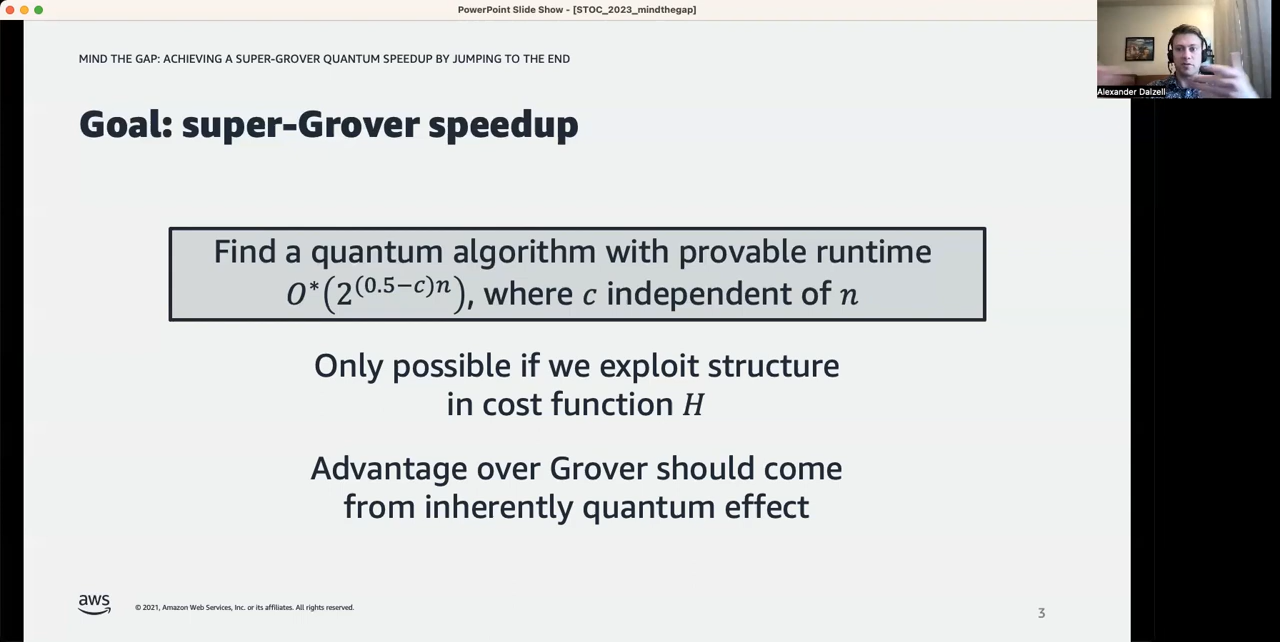 PowerPoint Slide Show - [STOC_2023_mindthegap]
Alexander Dalzell
MIND THE GAP: ACHIEVING A SUPER-GROVER QUANTUM SPEEDUP BY JUMPING TO THE END
Goal: super-Grover speedup
Find a quantum algorithm with provable runtime
O*(2^(0.5−c)n), where c independent of n
Only possible if we exploit structure
in cost function H
Advantage over Grover should come
from inherently quantum effect
aws
© 2021, Amazon Web Services, Inc. or its affiliates. All rights reserved.
3